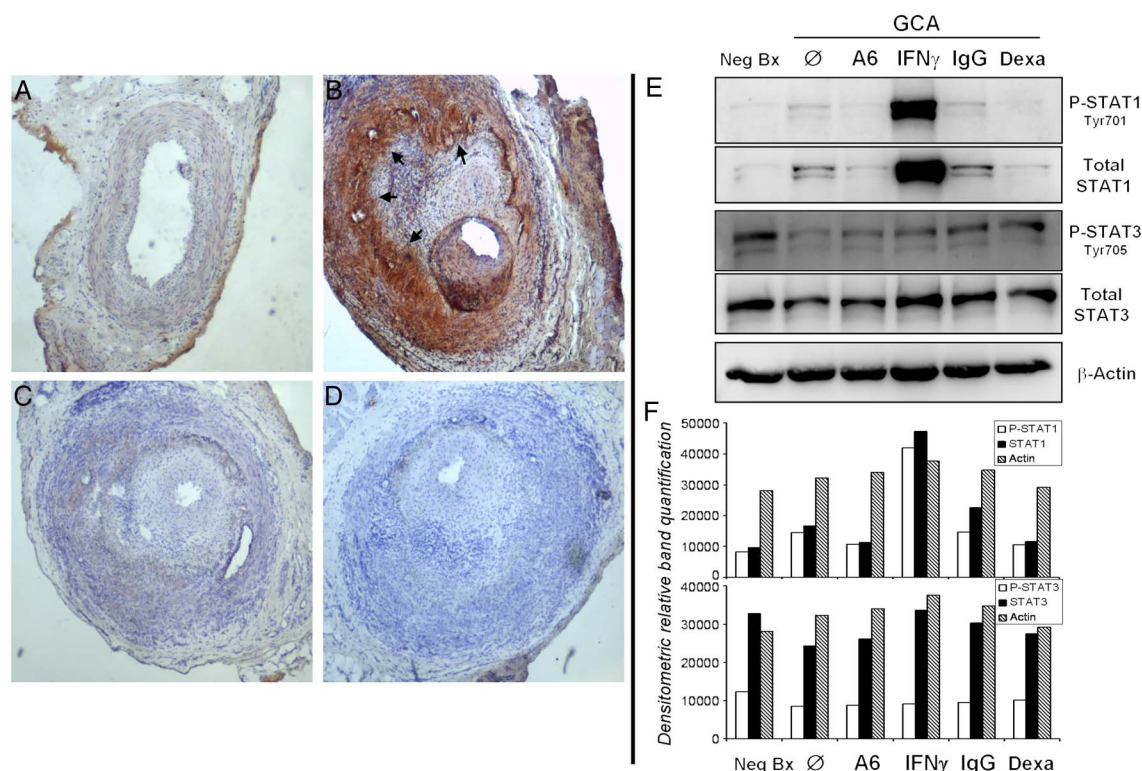 A
B
C
D
GCA
Neg Bx Ø A6 IFNγ IgG Dexa
E
P-STAT1
Tyr701
Total
STAT1
P-STAT3
Tyr705
Total
STAT3
β-Actin
F
Densitometric relative band quantification
50000
40000
30000
20000
10000
0
P-STAT1
STAT1
Actin
40000
30000
20000
10000
0
P-STAT3
STAT3
Actin
Neg Bx Ø A6 IFNγ IgG Dexa